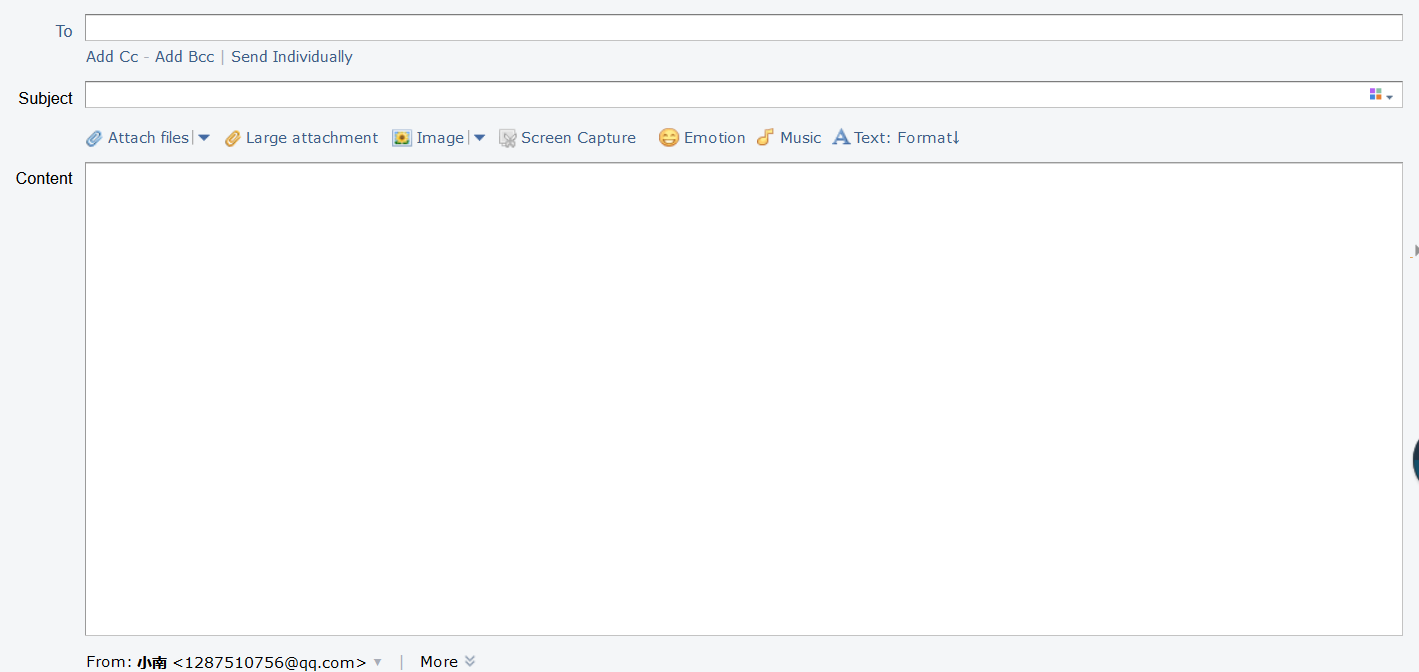 To
Add Cc - Add Bcc | Send Individually
Subject
Attach files| Large attachment Image| Screen Capture Emotion Music Text: Format↓
Content
From: 小南 <1287510756@qq.com> | More